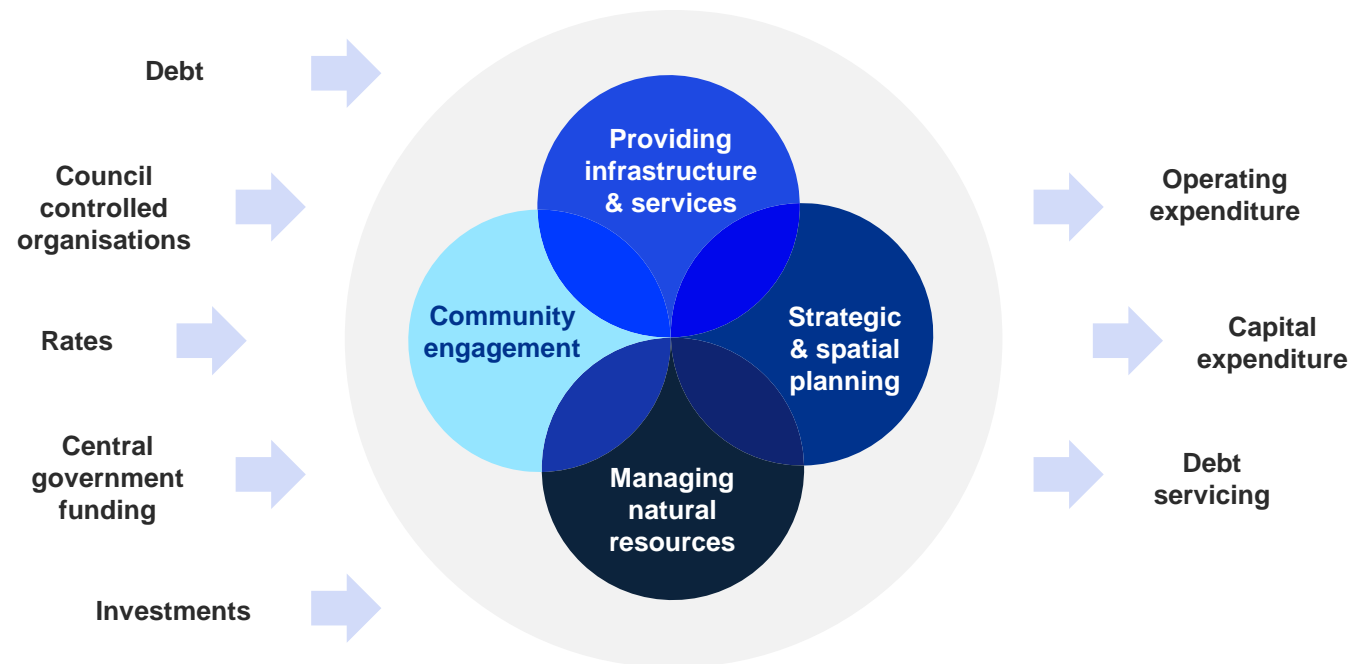 Debt
Council
controlled
organisations
Rates
Central
government
funding
Investments
Providing
infrastructure
& services
Community
engagement
Strategic
& spatial
planning
Managing
natural
resources
Operating
expenditure
Capital
expenditure
Debt
servicing